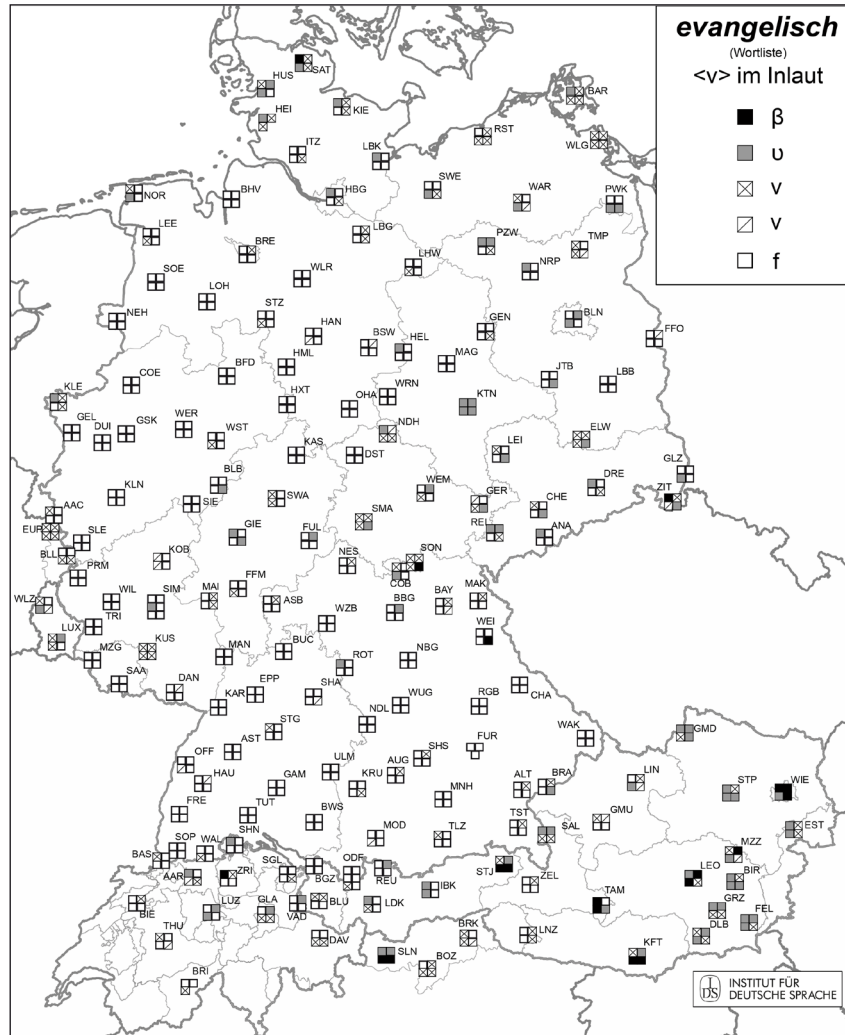 evangelisch
(Wortliste)
<v> im Inlaut
β
ʋ
v
v
f
SAT
HUS
BAR
KIE
HEI
RST
WLG
ITZ
LBK
SWE
WAR
PWK
NOR
BHV
HBG
LEE
LBG
PZW
TMP
BRE
LHW
NRP
SOE
WLR
LOH
STZ
BLN
NEH
HAN
GEN
FFO
BSW
HEL
MAG
COE
BFD
HML
JTB
LBB
KLE
HXT
OHA
WRN
KTN
GEL
DUI
GSK
WER
WST
NDH
ELW
KAS
DST
LEI
GLZ
KLN
BLB
SWA
WEM
GER
DRE
ZIT
AAC
SIE
SMA
CHE
EUP
SLE
GIE
FUL
REI
ANA
BLL
PRM
KOB
NES
SON
COB
WLZ
WIL
SIM
MAI
FFM
ASB
BBG
BAY
MAK
TRI
WZB
WEI
LUX
KUS
MAN
BUC
NBG
MZG
ROT
SAA
DAN
EPP
SHA
CHA
KAR
WUG
RGB
STG
NDL
WAK
GMD
AST
FUR
OFF
ULM
SHS
AUG
HAU
GAM
KRU
ALT
BRA
LIN
STP
WIE
FRE
TUT
BWS
MNH
TST
GMU
EST
SOP
WAL
SHN
MOD
TLZ
SAL
MZZ
BAS
AAR
ZRI
SGL
BGZ
ODF
REU
STJ
ZEL
LEO
BIR
IBK
TAM
GRZ
BIE
LUZ
GLA
VAD
BLU
LDK
FEL
DLB
THU
DAV
BRK
LNZ
SLN
BOZ
KFT
BRI
IDS
INSTITUT FÜR
DEUTSCHE SPRACHE